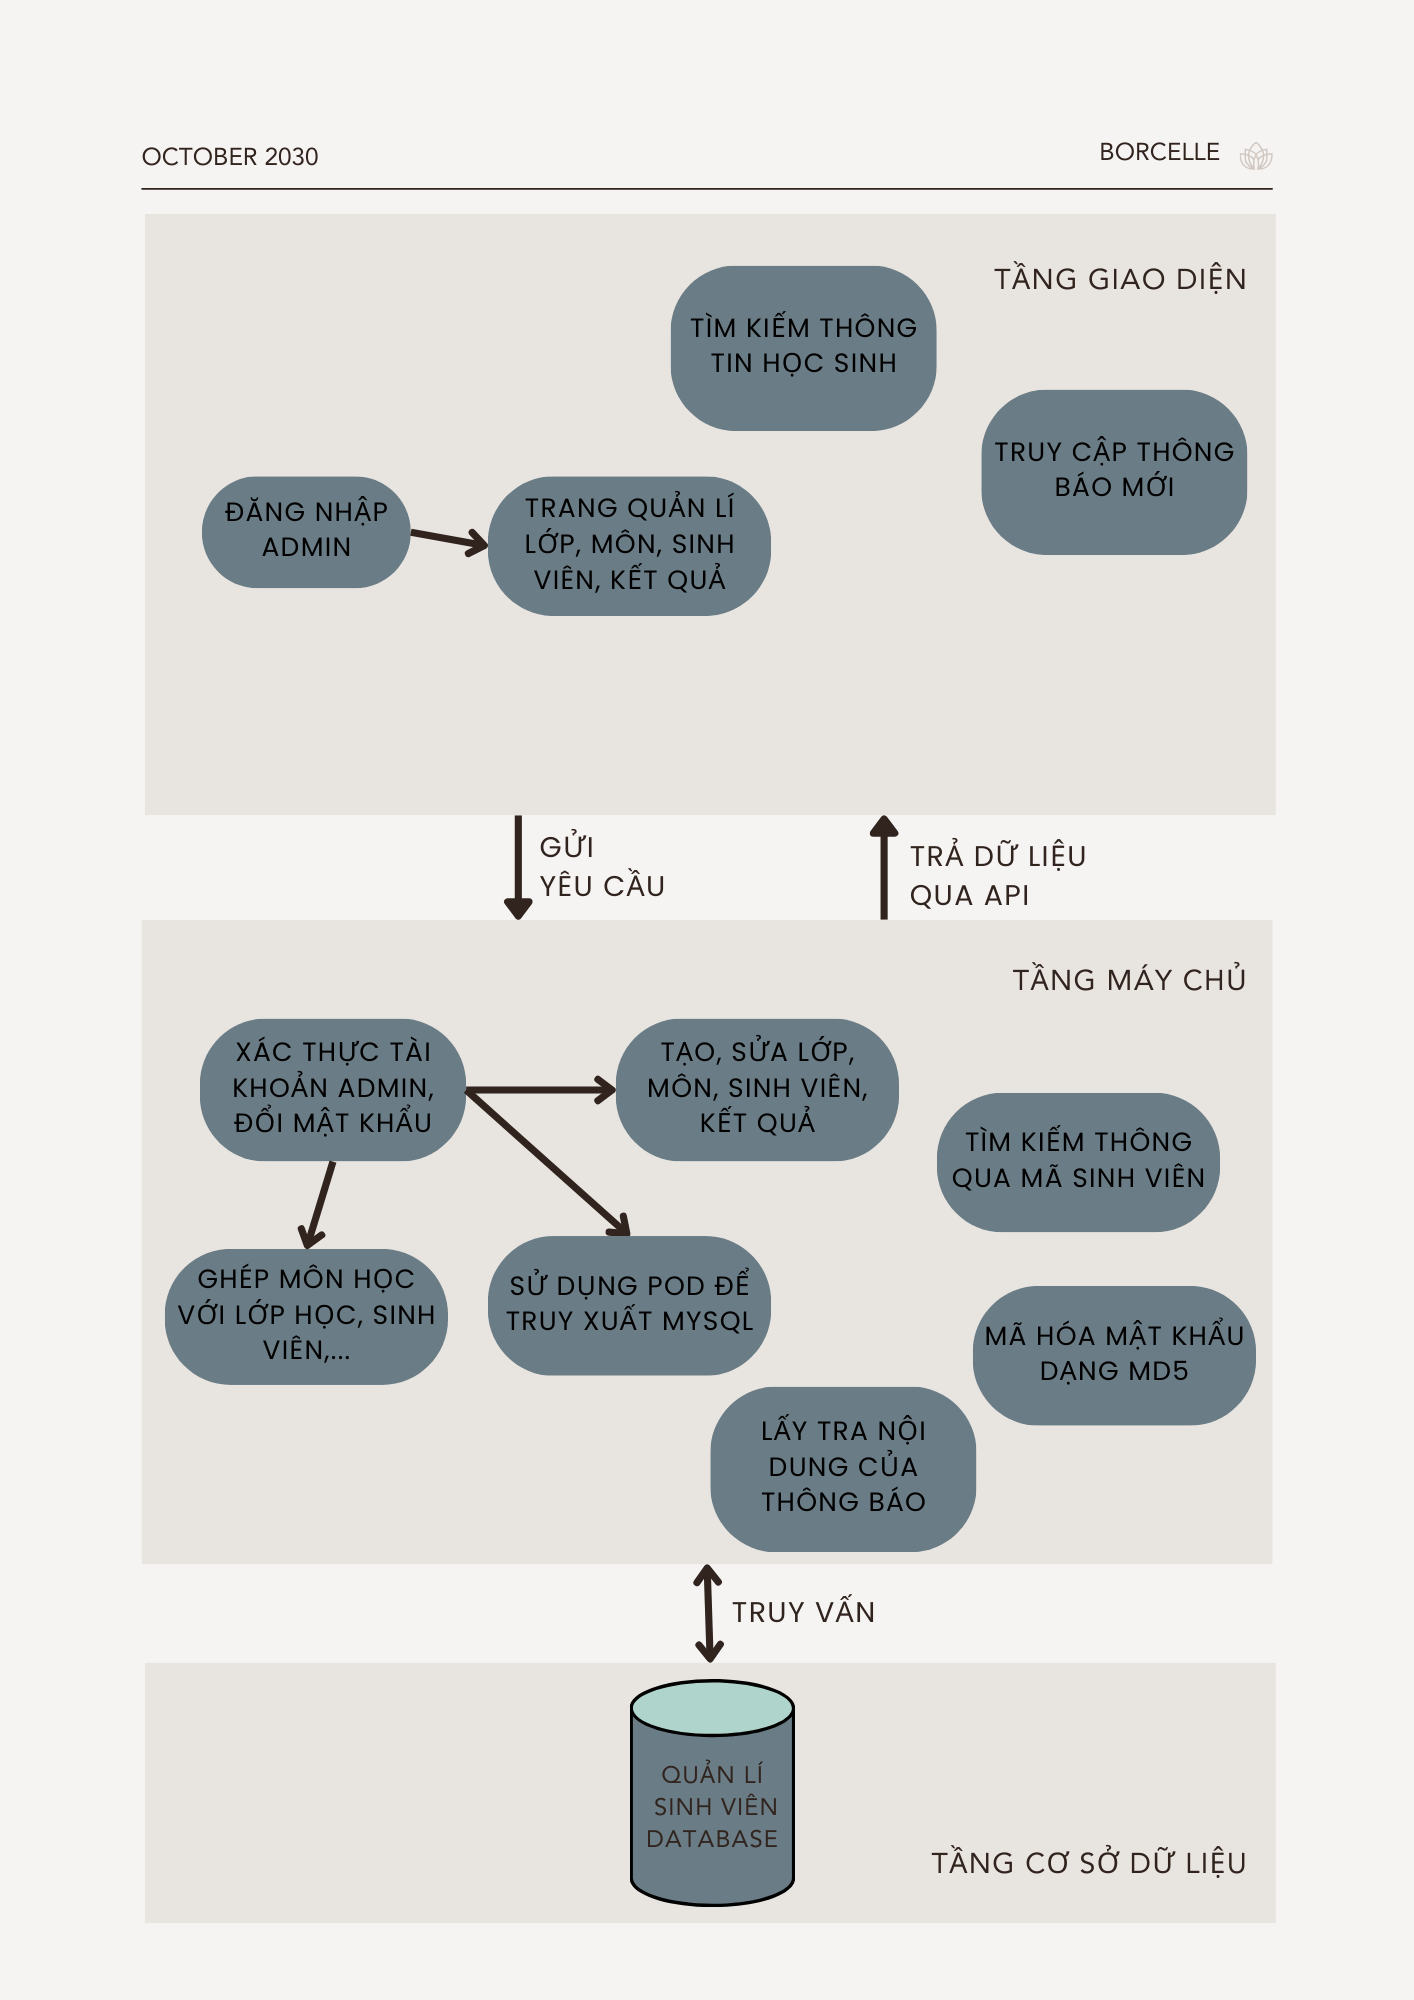 OCTOBER 2030
BORCELLE
TẦNG GIAO DIỆN
TÌM KIẾM THÔNG
TIN HỌC SINH
TRUY CẬP THÔNG
BÁO MỚI
ĐĂNG NHẬP
ADMIN
TRANG QUẢN LÍ
LỚP, MÔN, SINH
VIÊN, KẾT QUẢ
GỬI
YÊU CẦU
TRẢ DỮ LIỆU
QUA API
TẦNG MÁY CHỦ
XÁC THỰC TÀI
KHOẢN ADMIN,
ĐỔI MẬT KHẨU
TẠO, SỬA LỚP,
MÔN, SINH VIÊN,
KẾT QUẢ
TÌM KIẾM THÔNG
QUA MÃ SINH VIÊN
GHÉP MÔN HỌC
VỚI LỚP HỌC, SINH
VIÊN,...
SỬ DỤNG POD ĐỂ
TRUY XUẤT MYSQL
MÃ HÓA MẬT KHẨU
DẠNG MD5
LẤY TRA NỘI
DUNG CỦA
THÔNG BÁO
TRUY VẤN
QUẢN LÍ
SINH VIÊN
DATABASE
TẦNG CƠ SỞ DỮ LIỆU